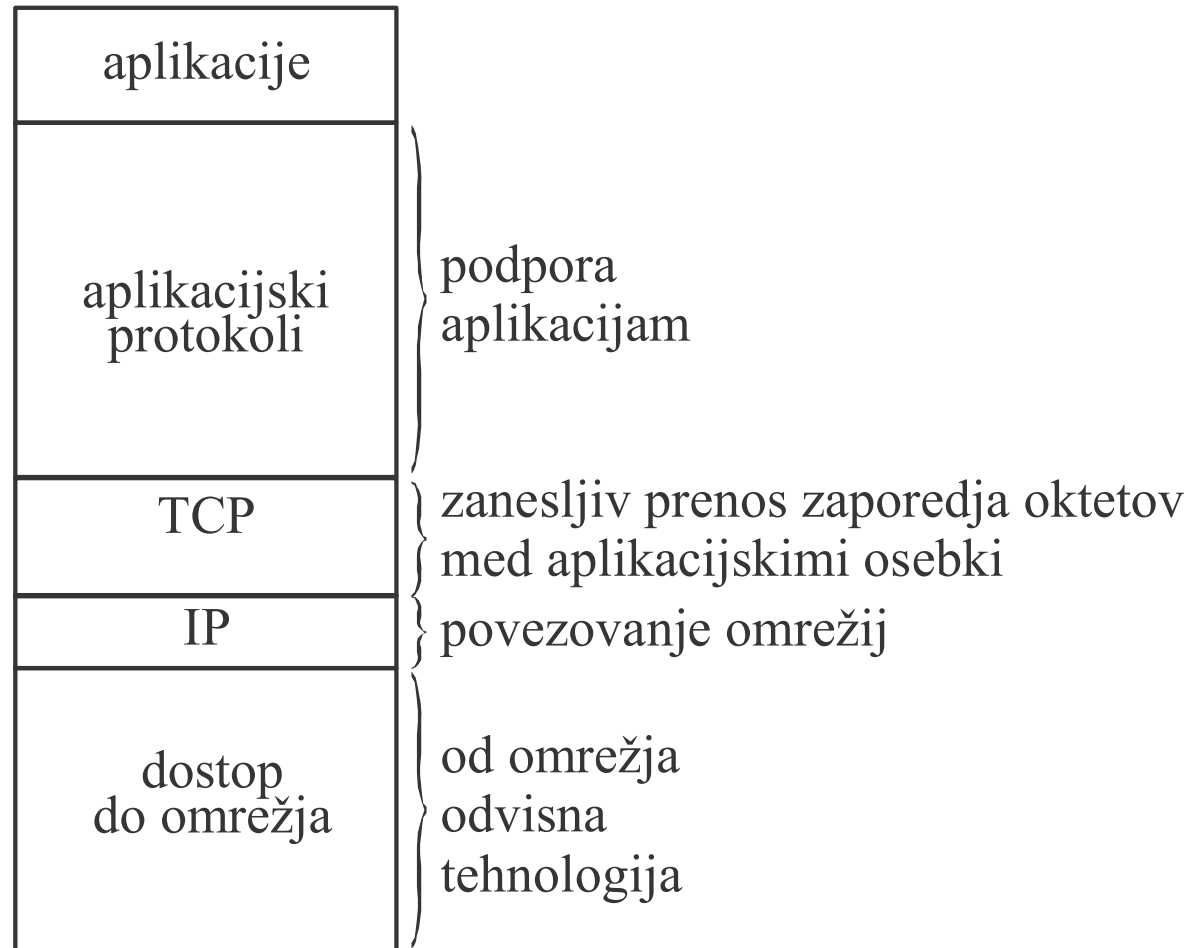 aplikacije
aplikacijski
protokoli
podpora
aplikacijam
TCP
zanesljiv prenos zaporedja oktetov
med aplikacijskimi osebki
IP
povezovanje omrežij
dostop
do omrežja
od omrežja
odvisna
tehnologija